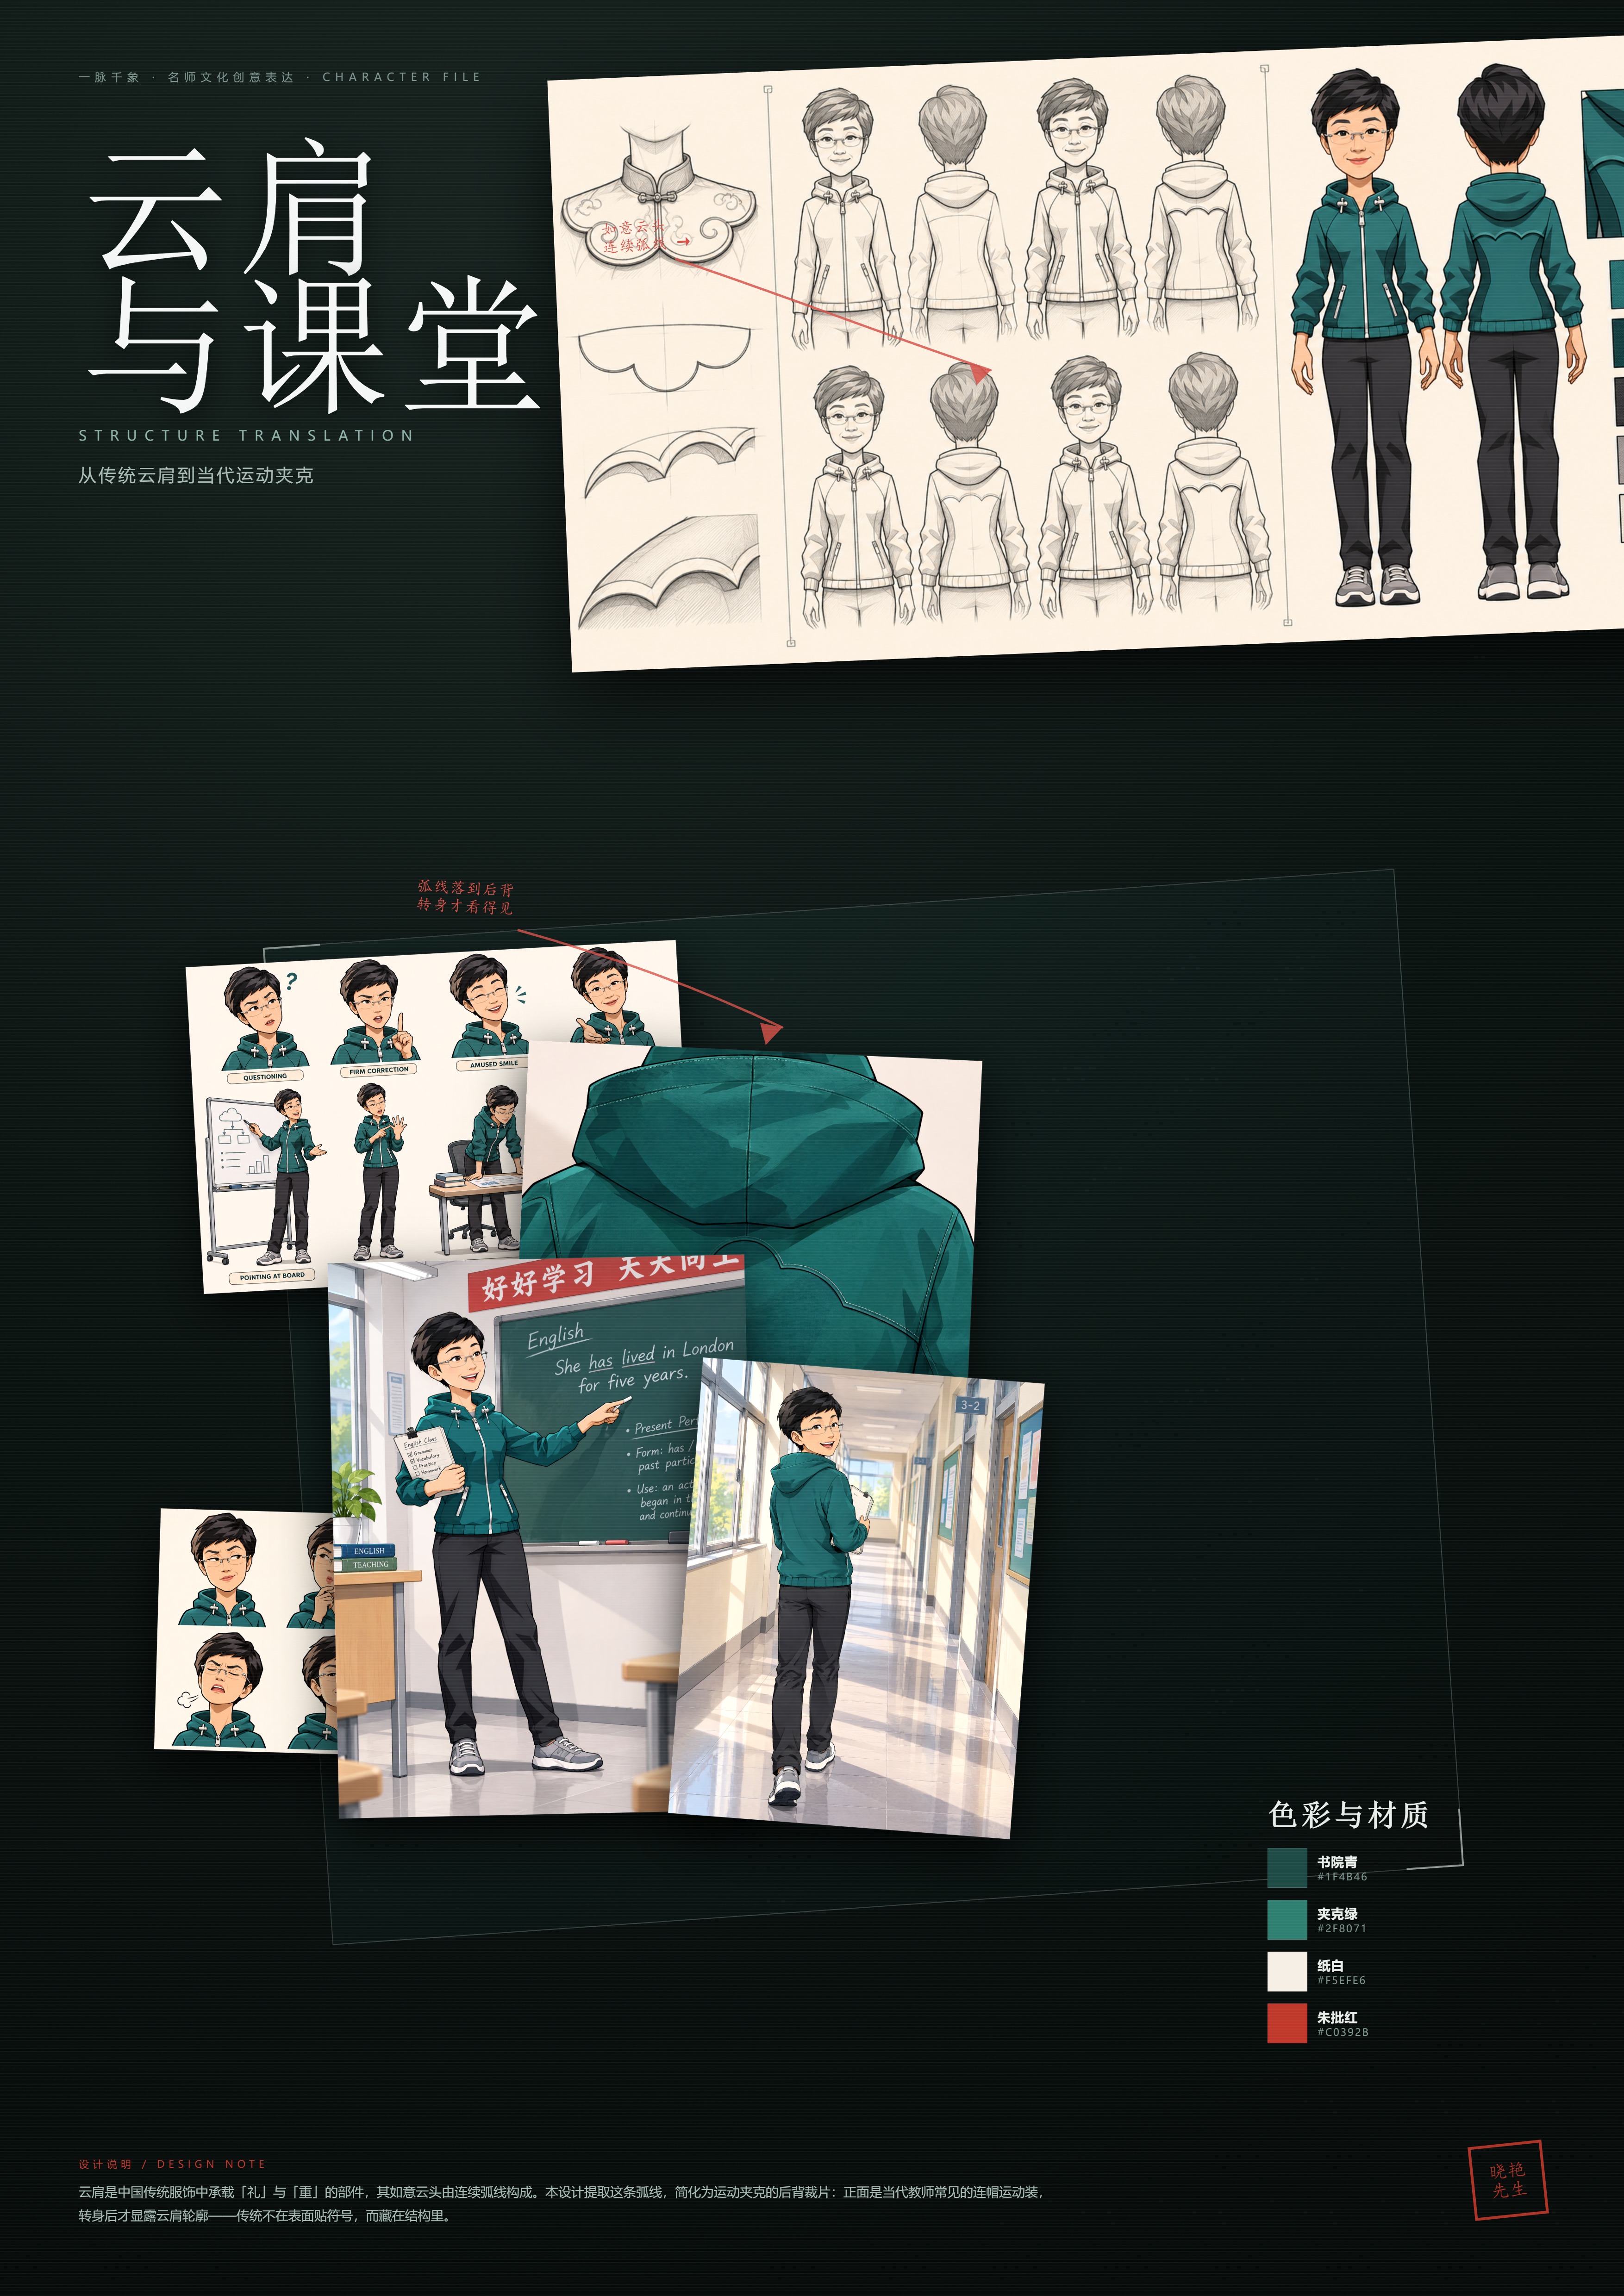 一脉千象 · 名师文化创意表达 · CHARACTER FILE
云肩
与课堂
STRUCTURE TRANSLATION
从传统云肩到当代运动夹克
如意云头
连续弧线 →
弧线落到后背
转身才看得见
?
QUESTIONING
FIRM CORRECTION
AMUSED SMILE
POINTING AT BOARD
好好学习 天天向上
English
She has lived in London
for five years.
• Present Per
• Form: has /
past partic
• Use: an act
began in t
and continu
English Class
Grammar
Vocabulary
Practice
Homework
ENGLISH
TEACHING
3-2
色彩与材质
书院青
#1F4B46
夹克绿
#2F8071
纸白
#F5EFE6
朱批红
#C0392B
设计说明 / DESIGN NOTE
云肩是中国传统服饰中承载「礼」与「重」的部件，其如意云头由连续弧线构成。本设计提取这条弧线，简化为运动夹克的后背裁片：正面是当代教师常见的连帽运动装，
转身后才显露云肩轮廓——传统不在表面贴符号，而藏在结构里。
晓艳
先生